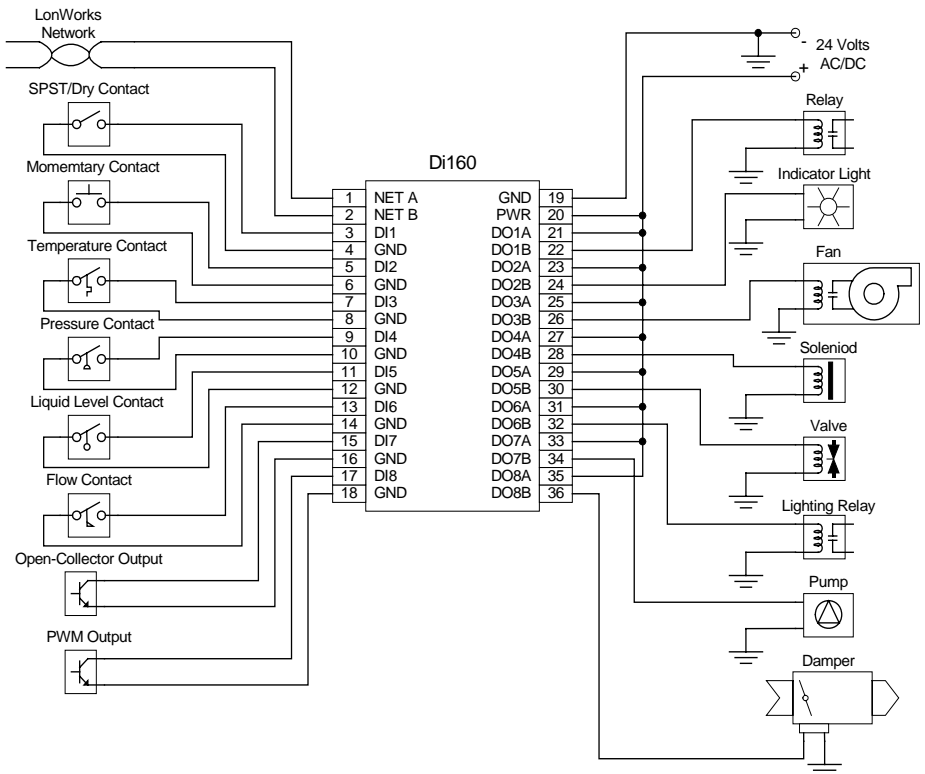 LonWorks
Network
SPST/Dry Contact
Momemtary Contact
Temperature Contact
Pressure Contact
Liquid Level Contact
Flow Contact
Open-Collector Output
PWM Output
Di160
1 NET A
2 NET B
3 DI1
4 GND
5 DI2
6 GND
7 DI3
8 GND
9 DI4
10 GND
11 DI5
12 GND
13 DI6
14 GND
15 DI7
16 GND
17 DI8
18 GND
GND 19
PWR 20
DO1A 21
DO1B 22
DO2A 23
DO2B 24
DO3A 25
DO3B 26
DO4A 27
DO4B 28
DO5A 29
DO5B 30
DO6A 31
DO6B 32
DO7A 33
DO7B 34
DO8A 35
DO8B 36
- 24 Volts
+ AC/DC
Relay
Indicator Light
Fan
Soleniod
Valve
Lighting Relay
Pump
Damper